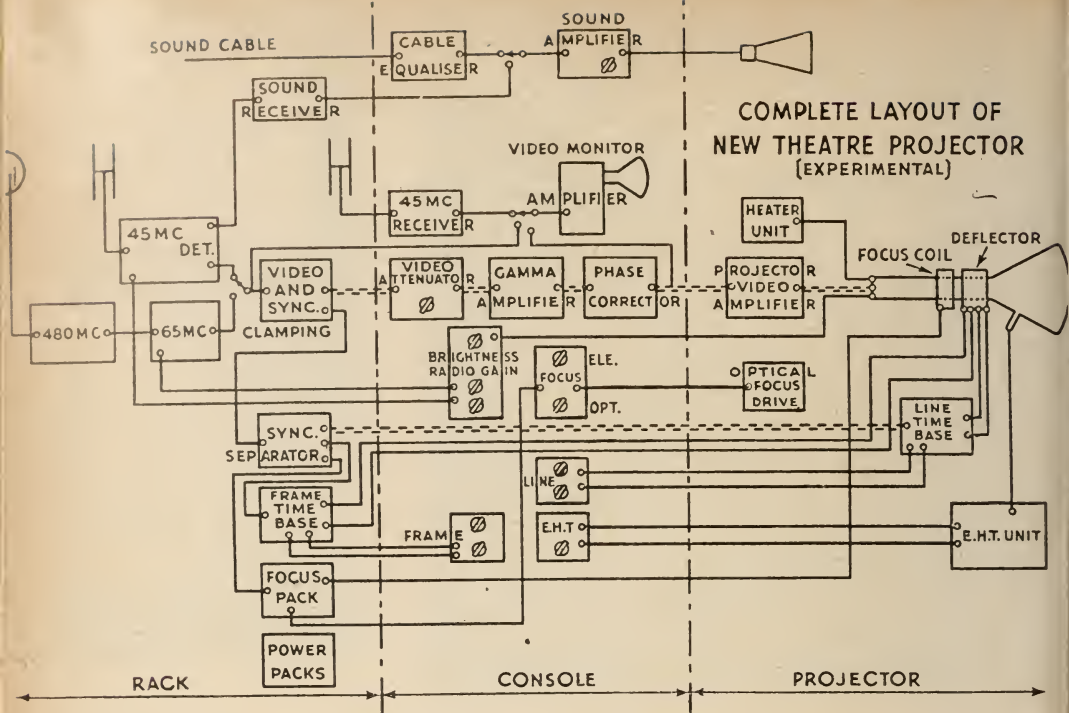 SOUND CABLE
CABLE
EQUALISER
SOUND
AMPLIFIER
SOUND
RECEIVER
COMPLETE LAYOUT OF
NEW THEATRE PROJECTOR
(EXPERIMENTAL)
VIDEO MONITOR
AMPLIFIER
45 MC
RECEIVER
HEATER
UNIT
DEFLECTOR
FOCUS COIL
45 MC
DET.
VIDEO
AND
SYNC.
CLAMPING
VIDEO
ATTENUATOR
GAMMA
AMPLIFIER
PHASE
CORRECTOR
PROJECTOR
VIDEO
AMPLIFIER
480 MC
65 MC
BRIGHTNESS
RADIO GAIN
ELE.
FOCUS
OPT.
OPTICAL
FOCUS
DRIVE
SYNC.
SEPARATOR
LINE
TIME
BASE
LINE
FRAME
TIME
BASE
FRAME
E.H.T
E.H.T. UNIT
FOCUS
PACK
POWER
PACKS
RACK
CONSOLE
PROJECTOR